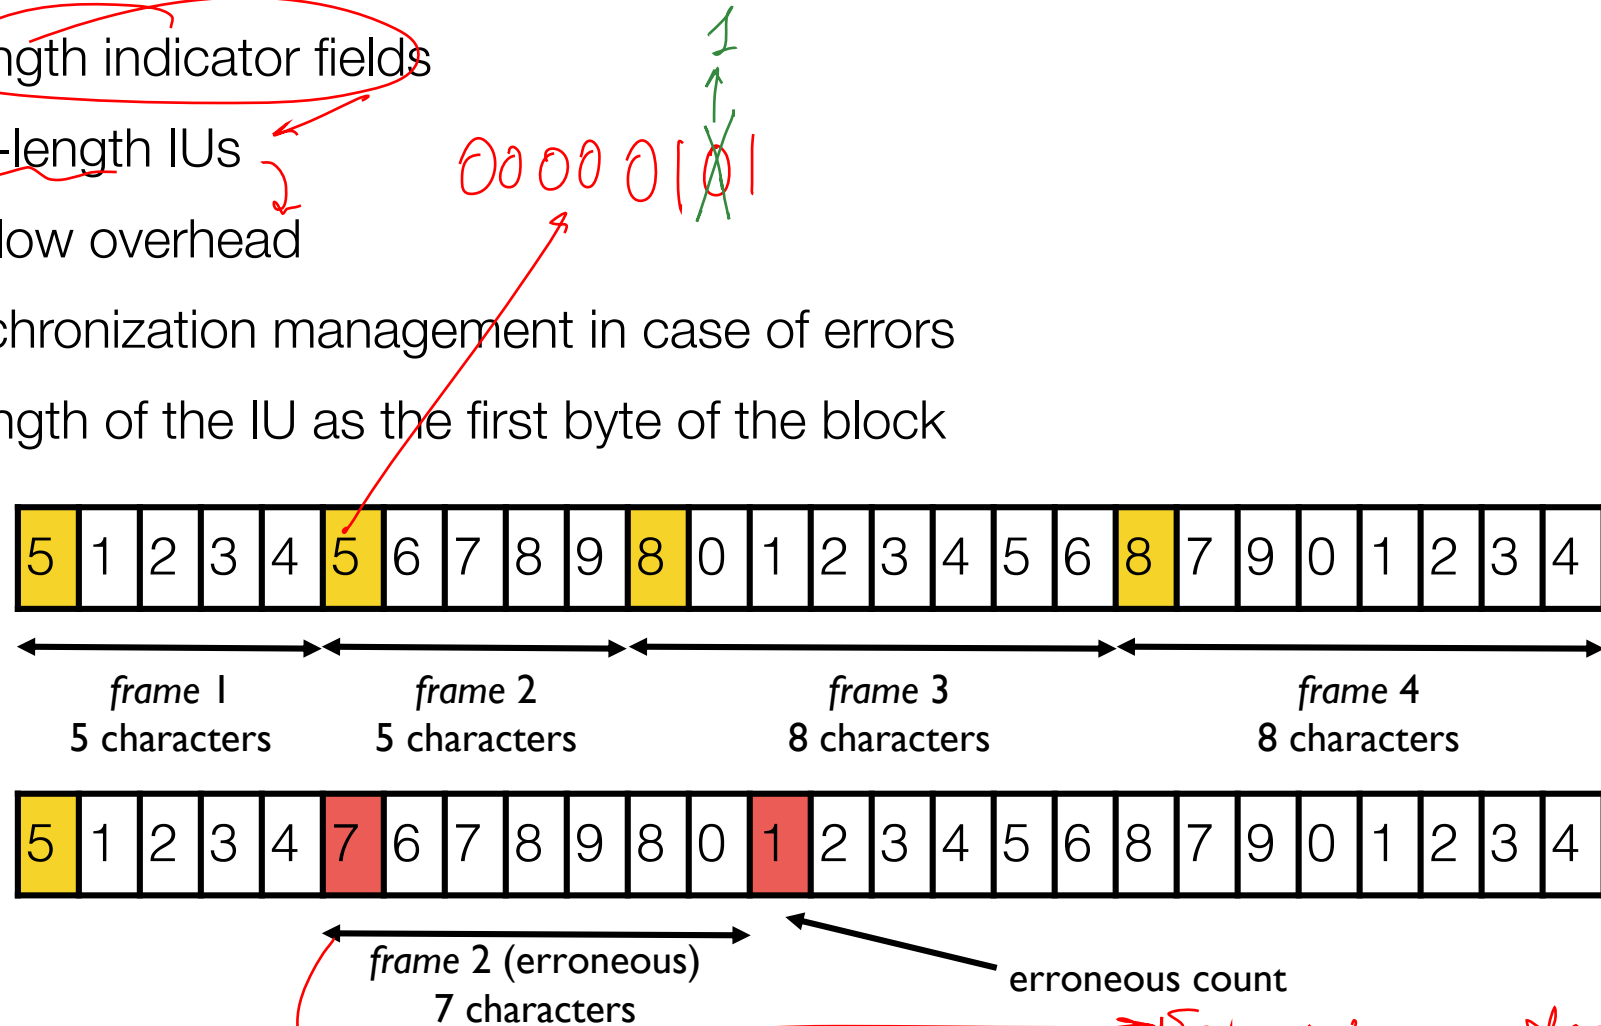 ngth indicator fields
1
-length IUs
00000101
low overhead
chronization management in case of errors
ngth of the IU as the first byte of the block
5 1 2 3 4 5 6 7 8 9 8 0 1 2 3 4 5 6 8 7 9 0 1 2 3 4
frame 1 frame 2 frame 3 frame 4
5 characters 5 characters 8 characters 8 characters
5 1 2 3 4 7 6 7 8 9 8 0 1 2 3 4 5 6 8 7 9 0 1 2 3 4
frame 2 (erroneous)
erroneous count
7 characters